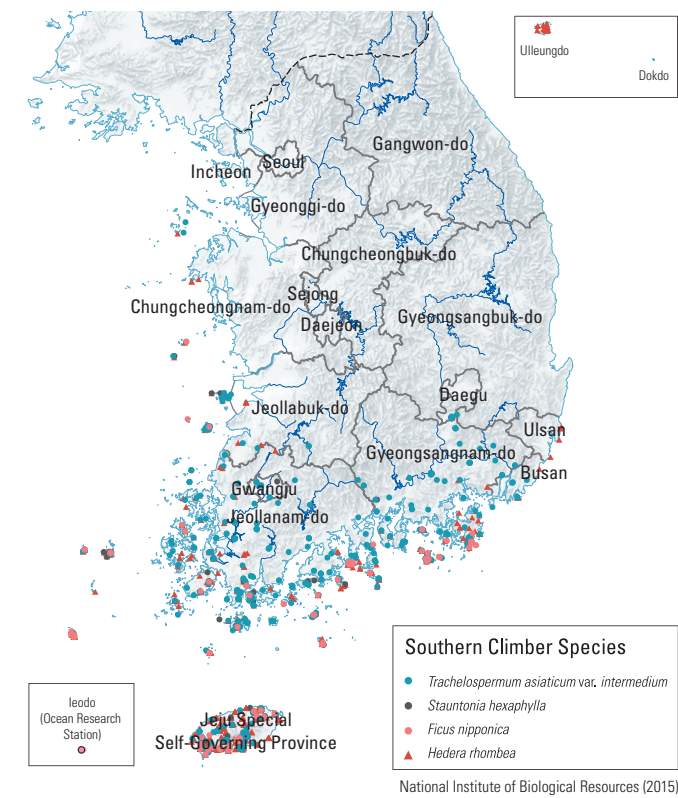 Ulleungdo
Dokdo
Gangwon-do
Seoul
Incheon
Gyeonggi-do
Chungcheongbuk-do
Sejong
Chungcheongnam-do
Daejeon
Gyeongsangbuk-do
Daegu
Jeollabuk-do
Ulsan
Gyeongsangnam-do
Busan
Gwangju
Jeollanam-do
Southern Climber Species
Trachelospermum asiaticum var. intermedium
Stauntonia hexaphylla
Ficus nipponica
Hedera rhombea
Ieodo
(Ocean Research
Station)
Jeju Special
Self-Governing Province
National Institute of Biological Resources (2015)